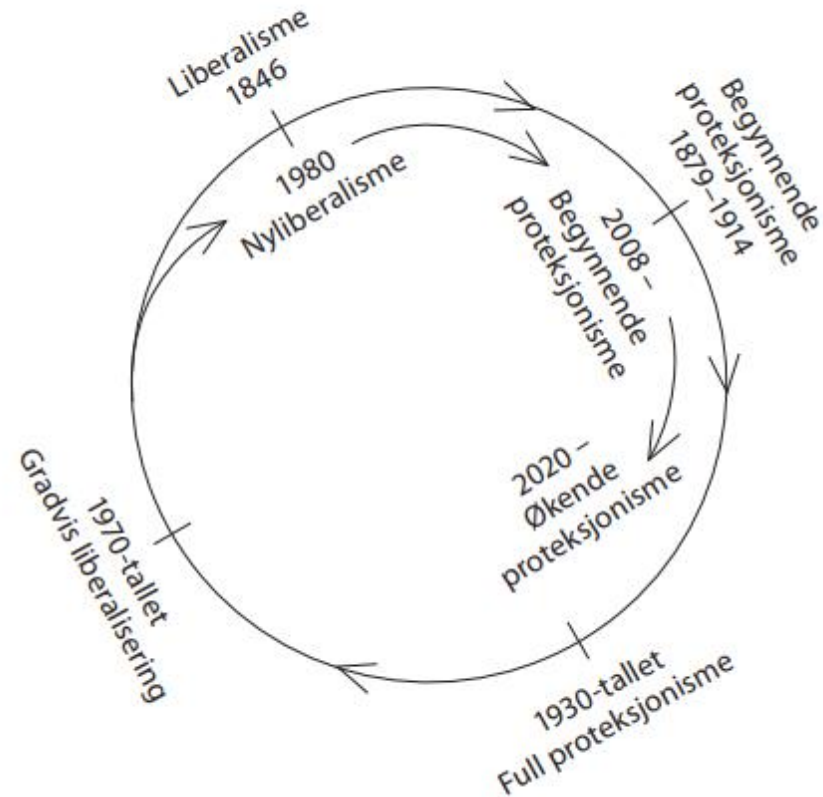 Liberalisme
1846
Begynnende
proteksjonisme
1879–1914
1980
Nyliberalisme
2008 –
Begynnende
proteksjonisme
2020 –
Økende
proteksjonisme
1970-tallet
Gradvis liberalisering
1930-tallet
Full proteksjonisme